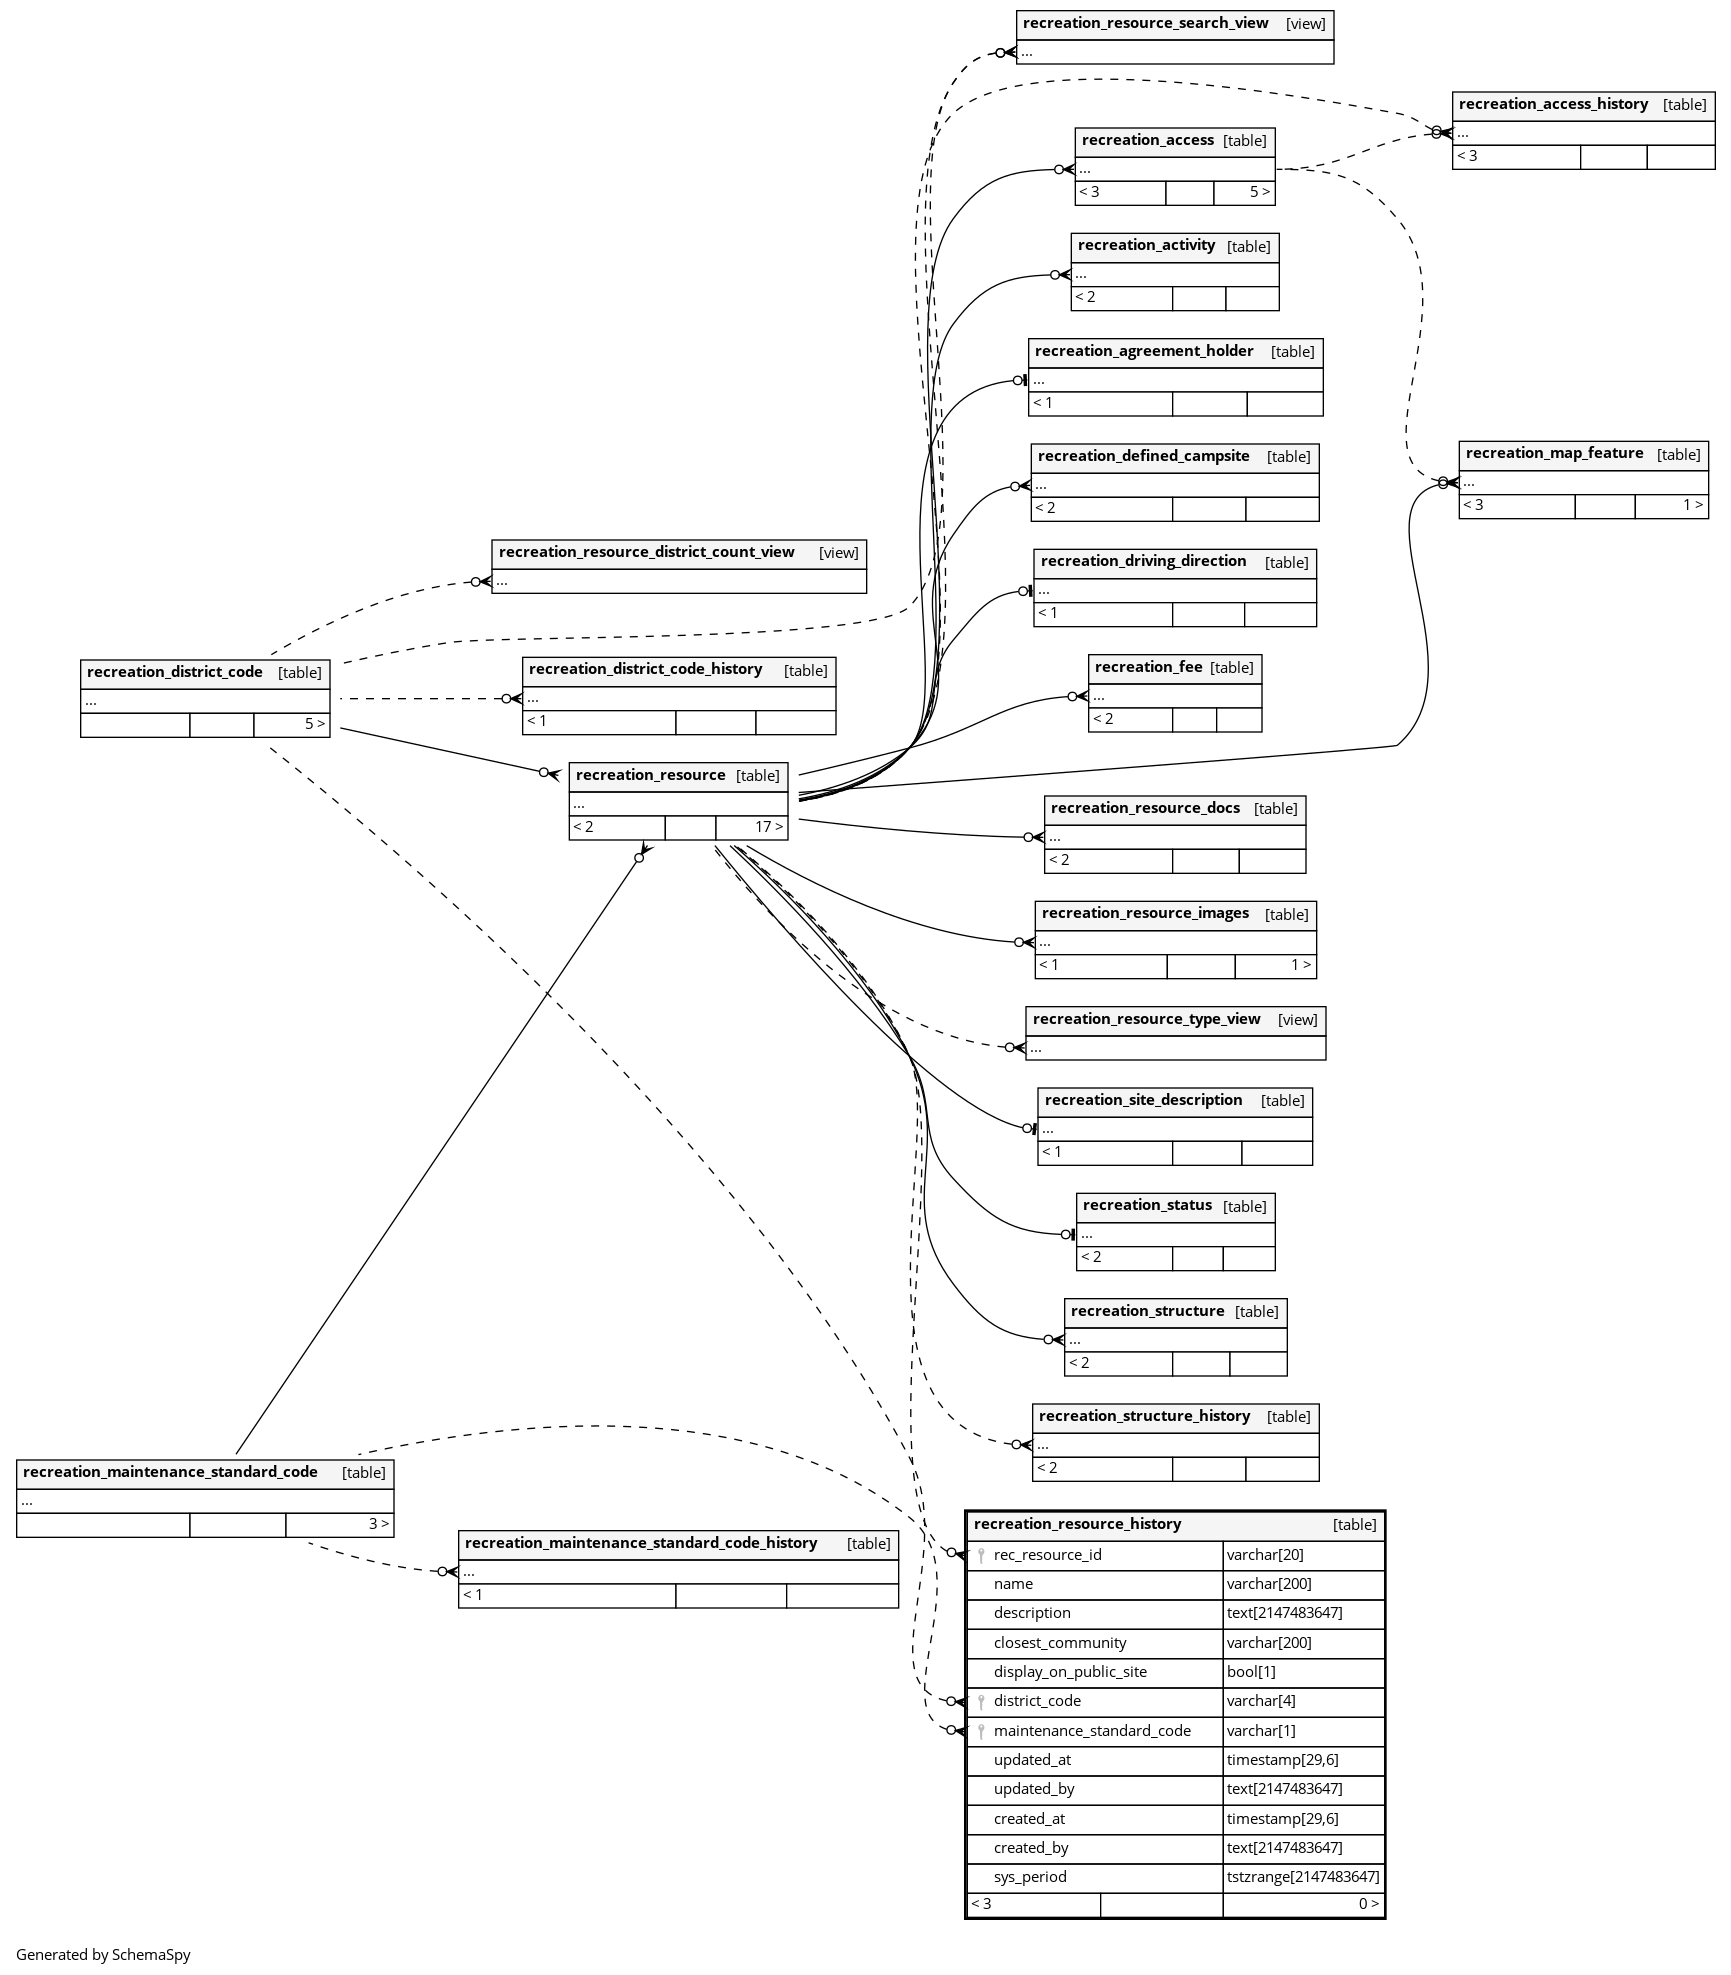 recreation_resource_search_view [view]
...
recreation_access_history [table]
...
< 3
recreation_access [table]
...
< 3 5 >
recreation_activity [table]
...
< 2
recreation_agreement_holder [table]
...
< 1
recreation_defined_campsite [table]
...
< 2
recreation_map_feature [table]
...
< 3 1 >
recreation_resource_district_count_view [view]
...
recreation_driving_direction [table]
...
< 1
recreation_district_code [table]
...
5 >
recreation_district_code_history [table]
...
< 1
recreation_fee [table]
...
< 2
recreation_resource [table]
...
< 2 17 >
recreation_resource_docs [table]
...
< 2
recreation_resource_images [table]
...
< 1 1 >
recreation_resource_type_view [view]
...
recreation_site_description [table]
...
< 1
recreation_status [table]
...
< 2
recreation_structure [table]
...
< 2
recreation_structure_history [table]
...
< 2
recreation_maintenance_standard_code [table]
...
3 >
recreation_maintenance_standard_code_history [table]
...
< 1
recreation_resource_history [table]
rec_resource_id varchar[20]
name varchar[200]
description text[2147483647]
closest_community varchar[200]
display_on_public_site bool[1]
district_code varchar[4]
maintenance_standard_code varchar[1]
updated_at timestamp[29,6]
updated_by text[2147483647]
created_at timestamp[29,6]
created_by text[2147483647]
sys_period tstzrange[2147483647]
< 3 0 >
Generated by SchemaSpy